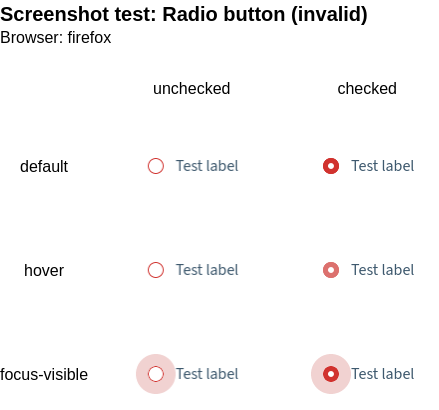 Screenshot test: Radio button (invalid)
Browser: firefox
unchecked checked
default Test label Test label
hover Test label Test label
focus-visible Test label Test label